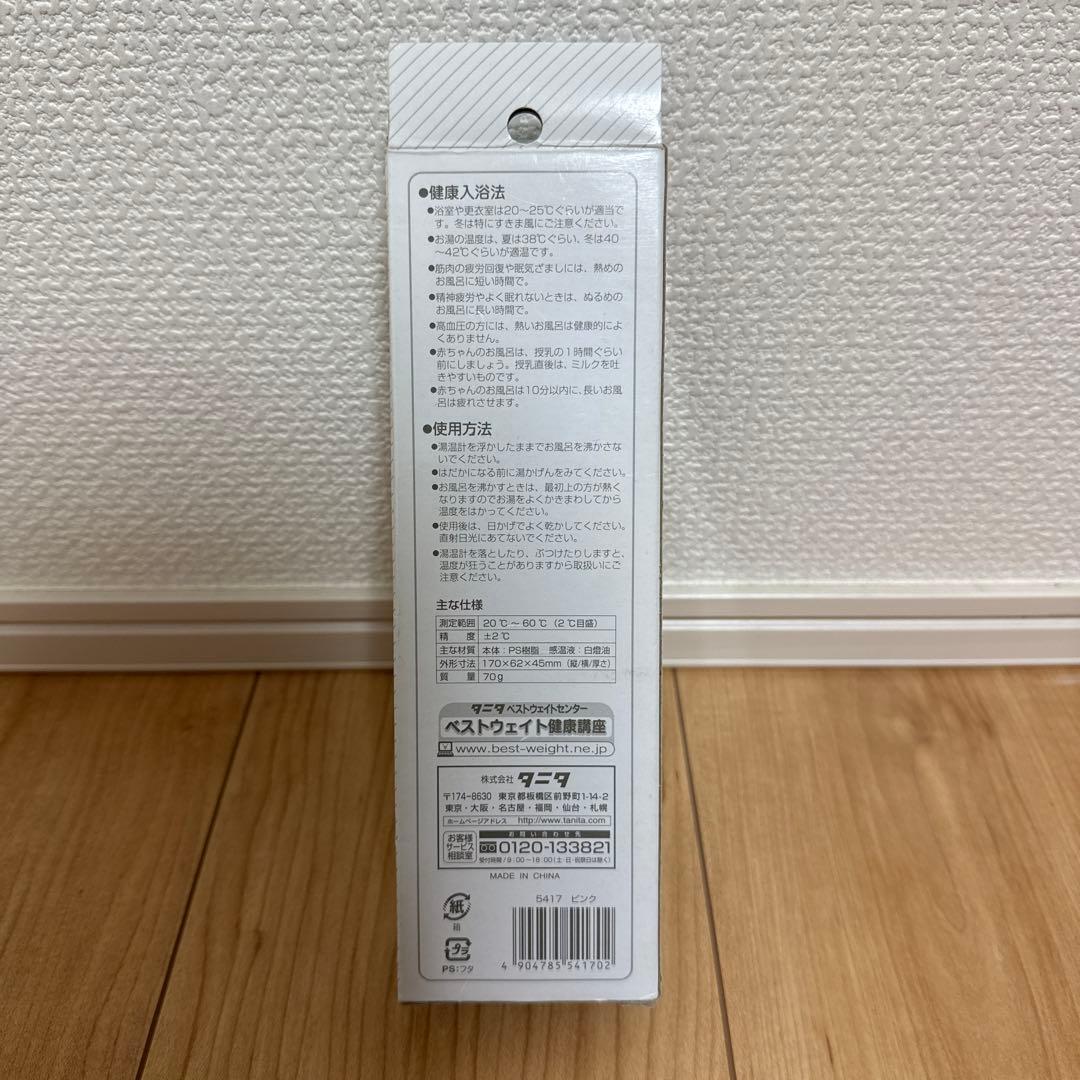 ●健康入浴法
●浴室や更衣室は20〜25℃ぐらいが適当で
す。冬は特にすきま風にご注意ください。
●お湯の温度は、夏は38℃ぐらい、冬は40
〜42℃ぐらいが適温です。
●筋肉の疲労回復や眠気ざましには、熱めの
お風呂に短い時間で。
●精神疲労やよく眠れないときは、ぬるめの
お風呂に長い時間で。
●高血圧の方には、熱いお風呂は健康的によ
くありません。
●赤ちゃんのお風呂は、授乳の1時間ぐらい
前にしましょう。授乳直後は、ミルクを吐
きやすいものです。
●赤ちゃんのお風呂は10分以内に、長いお風
呂は疲れさせます。
●使用方法
●湯温計を浮かしたままでお風呂を沸かさな
いでください。
●はだかになる前に湯かげんをみてください。
●お風呂を沸かすときは、最初上の方が熱く
なりますのでお湯をよくかきまわしてから
温度をはかってください。
●使用後は、日かげでよく乾かしてください。
直射日光にあてないでください。
●湯温計を落としたり、ぶつけたりしますと、
温度が狂うことがありますから取扱いにご
注意ください。
主な仕様
測定範囲 20℃〜60℃（2℃目盛）
精度 ±2℃
主な材質 本体：PS樹脂 感温液：白燈油
外形寸法 170×62×45mm（縦/横/厚さ）
質量 70g
タニタ ベストウェイトセンター
ベストウェイト健康講座
www.best-weight.ne.jp
株式会社 タニタ
〒174-8630 東京都板橋区前野町1-14-2
東京・大阪・名古屋・福岡・仙台・札幌
ホームページアドレス http://www.tanita.com
お客様サービス相談室
お問い合わせ先
0120-133821
受付時間/9：00〜18：00（土・日・祝祭日は除く）
MADE IN CHINA
5417 ピンク
紙
箱
プラ
PS：フタ
4 904785 541702